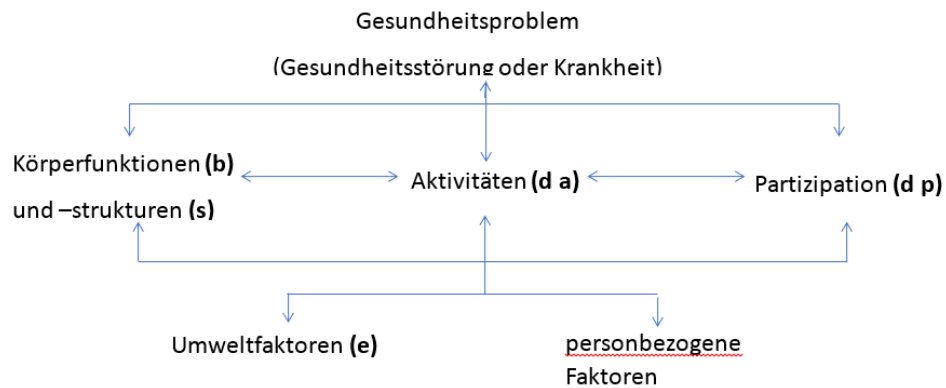 Gesundheitsproblem
(Gesundheitsstörung oder Krankheit)
Körperfunktionen (b)
und –strukturen (s)
Aktivitäten (d a)
Partizipation (d p)
Umweltfaktoren (e)
personbezogene
Faktoren